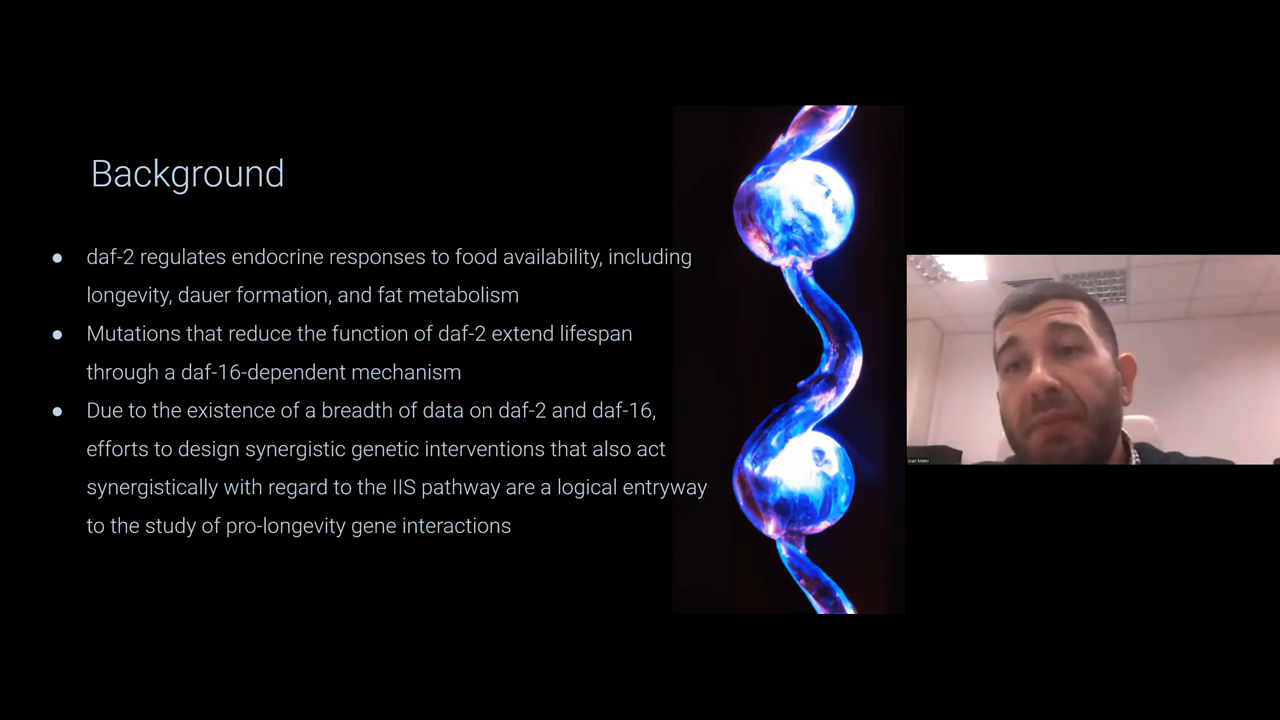 Background
● daf-2 regulates endocrine responses to food availability, including
longevity, dauer formation, and fat metabolism
● Mutations that reduce the function of daf-2 extend lifespan
through a daf-16-dependent mechanism
● Due to the existence of a breadth of data on daf-2 and daf-16,
efforts to design synergistic genetic interventions that also act
synergistically with regard to the IIS pathway are a logical entryway
to the study of pro-longevity gene interactions